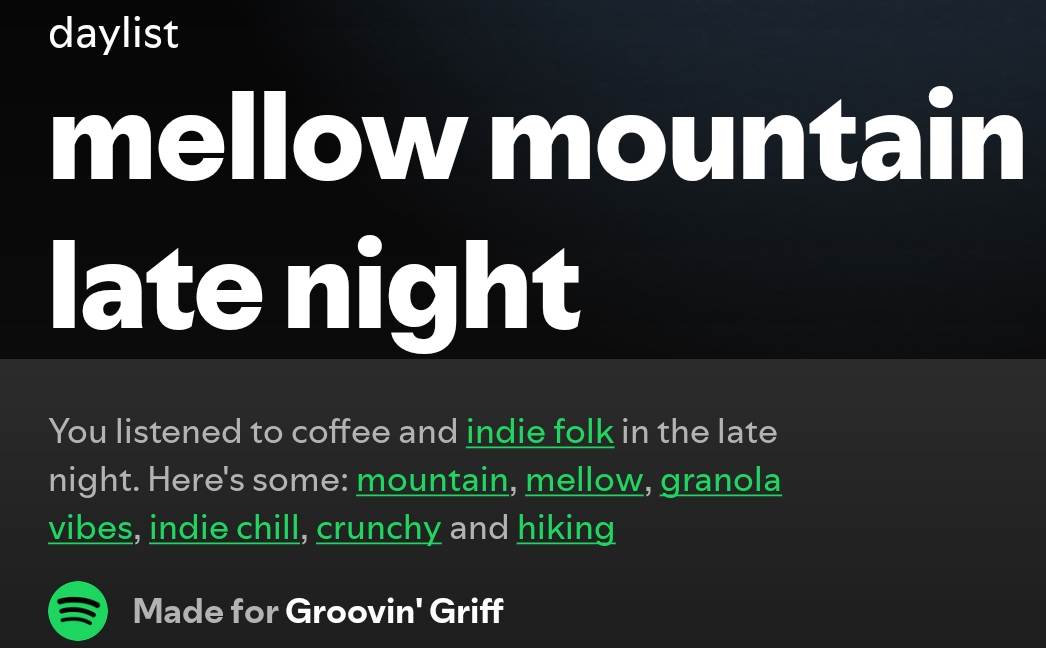 daylist
mellow mountain
late night
You listened to coffee and indie folk in the late
night. Here's some: mountain, mellow, granola
vibes, indie chill, crunchy and hiking
Made for Groovin' Griff